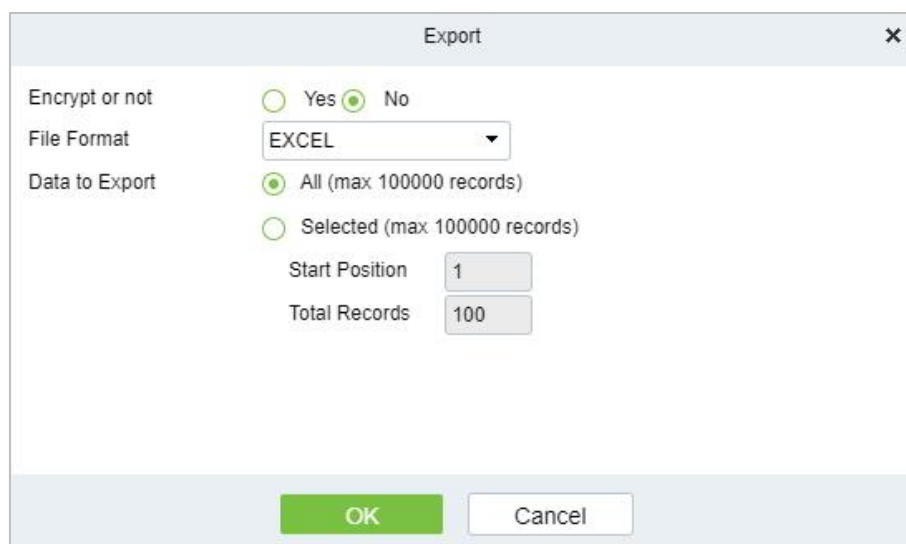 Export
Encrypt or not Yes No
File Format EXCEL
Data to Export All (max 100000 records)
Selected (max 100000 records)
Start Position 1
Total Records 100
OK Cancel